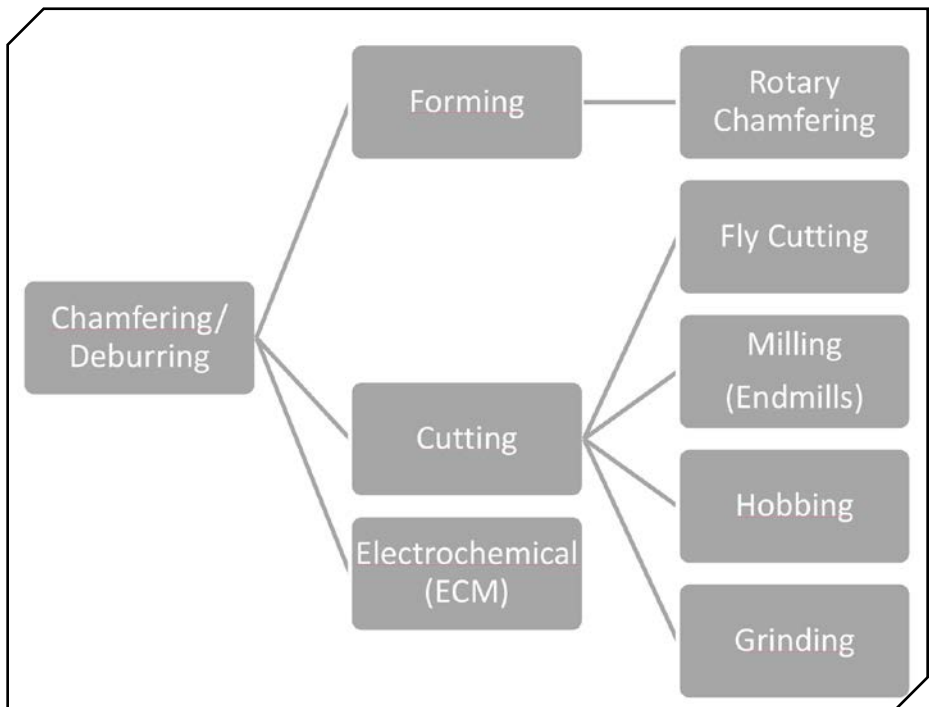 Chamfering/
Deburring
Forming
Cutting
Electrochemical
(ECM)
Rotary
Chamfering
Fly Cutting
Milling
(Endmills)
Hobbing
Grinding